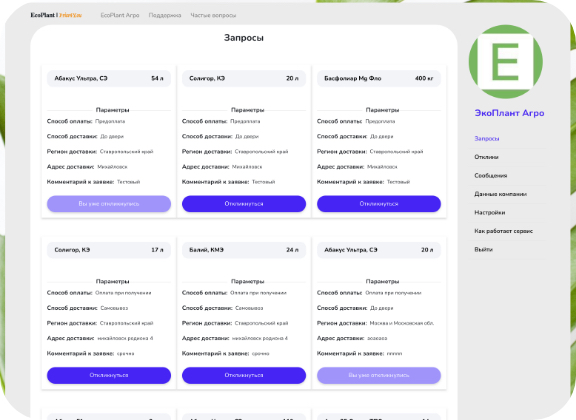 EcoPlant | FrimEco
EcoPlant Агро Поддержка Частые вопросы
Запросы
Абакус Ультра, СЭ 54 л
Параметры
Способ оплаты: Предоплата
Способ доставки: До двери
Регион доставки: Ставропольский край
Адрес доставки: Михайловск
Комментарий к заявке: Тестовый
Вы уже откликнулись
Солигор, КЭ 20 л
Параметры
Способ оплаты: Предоплата
Способ доставки: До двери
Регион доставки: Ставропольский край
Адрес доставки: Михайловск
Комментарий к заявке: Тестовый
Откликнуться
Басфолиар Mg Фло 400 кг
Параметры
Способ оплаты: Предоплата
Способ доставки: До двери
Регион доставки: Ставропольский край
Адрес доставки: Михайловск
Комментарий к заявке: Тестовый
Откликнуться
Солигор, КЭ 17 л
Параметры
Способ оплаты: Оплата при получении
Способ доставки: Самовывоз
Регион доставки: Ставропольский край
Адрес доставки: михайловск родкина 4
Комментарий к заявке: срочно
Откликнуться
Балий, КМЭ 24 л
Параметры
Способ оплаты: Оплата при получении
Способ доставки: Самовывоз
Регион доставки: Ставропольский край
Адрес доставки: михайловск родкина 4
Комментарий к заявке: срочно
Откликнуться
Абакус Ультра, СЭ 20 л
Параметры
Способ оплаты: Оплата при получении
Способ доставки: До двери
Регион доставки: Москва и Московская обл.
Адрес доставки:
Комментарий к заявке: ппппп
Вы уже откликнулись
E
ЭкоПлант Агро
Запросы
Отклики
Сообщения
Данные компании
Настройки
Как работает сервис
Выйти